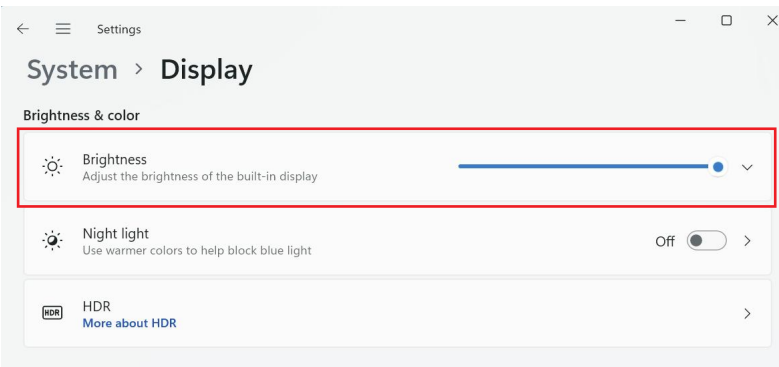 Settings
System > Display
Brightness & color
Brightness
Adjust the brightness of the built-in display
Night light
Use warmer colors to help block blue light
Off
HDR
HDR
More about HDR